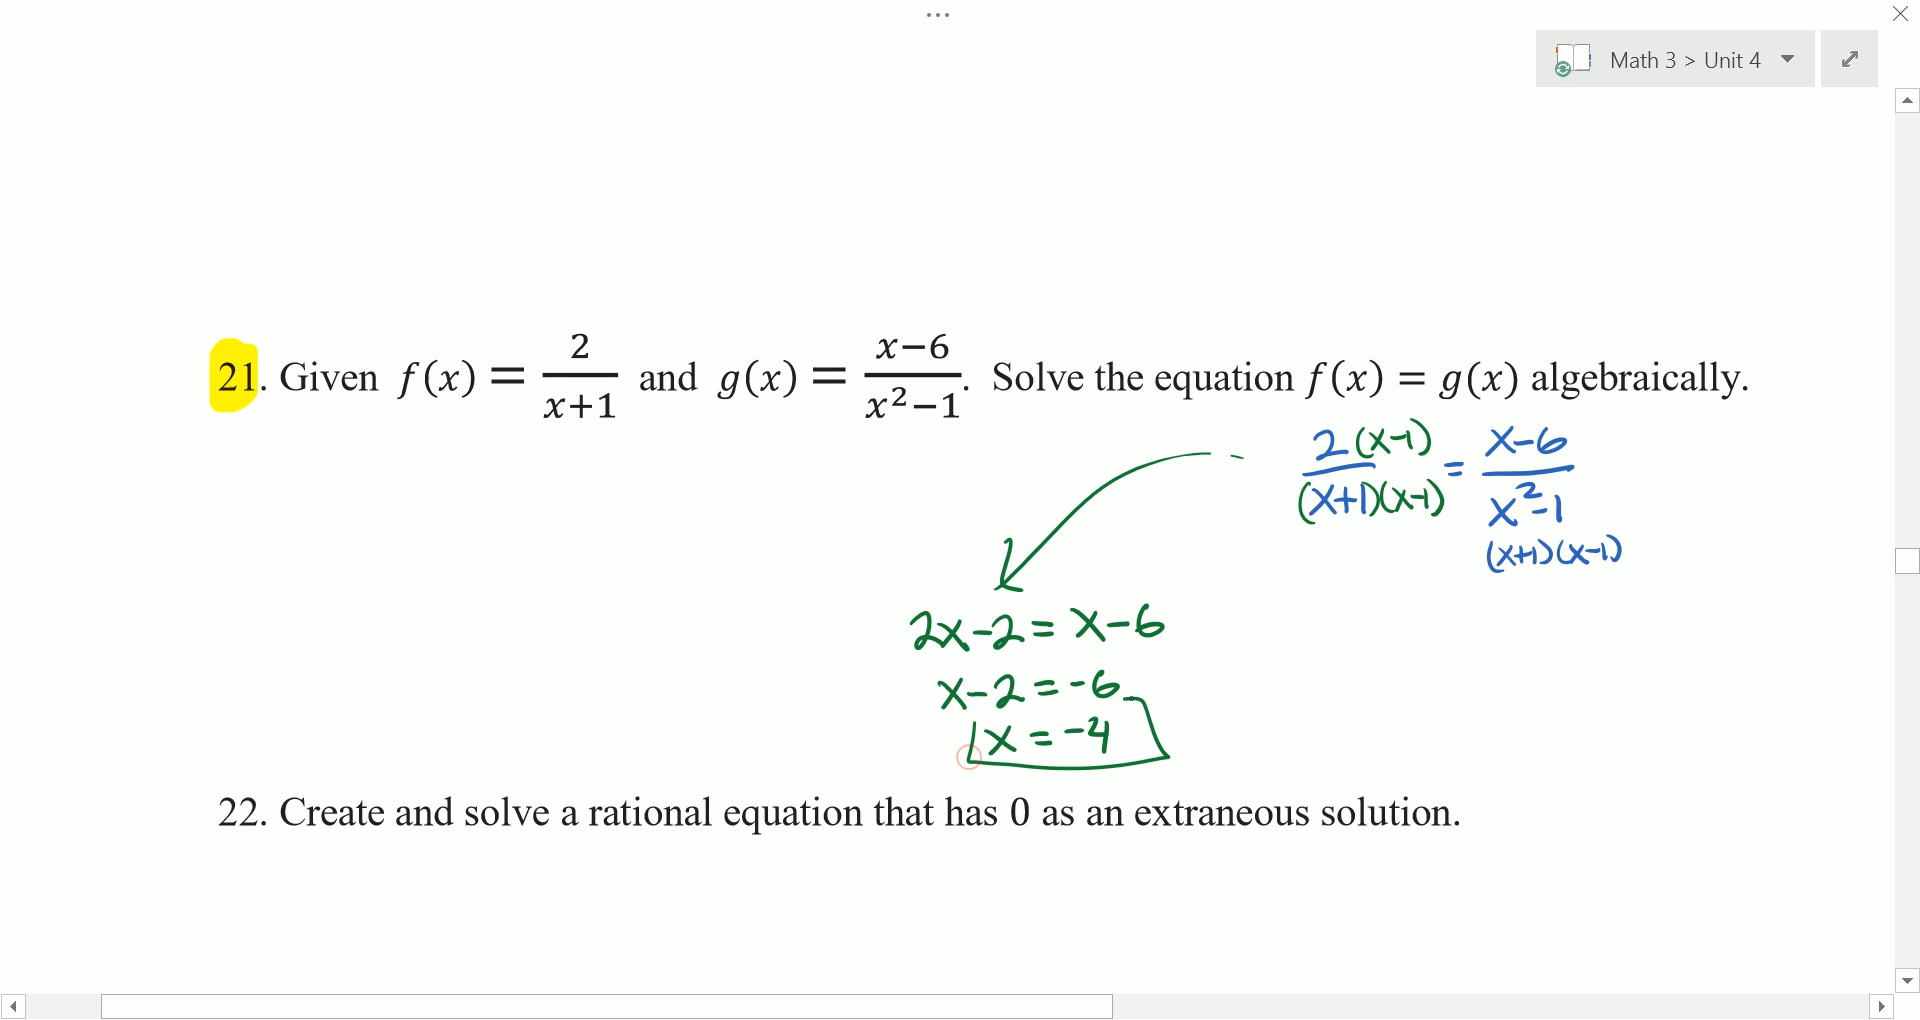 Math 3 > Unit 4
21. Given f(x) = 2/(x+1) and g(x) = (x−6)/(x²−1). Solve the equation f(x) = g(x) algebraically.
2(x-1)/((x+1)(x-1)) = (x-6)/(x²-1)
(x+1)(x-1)
2x-2 = x-6
x-2 = -6
x = -4
22. Create and solve a rational equation that has 0 as an extraneous solution.